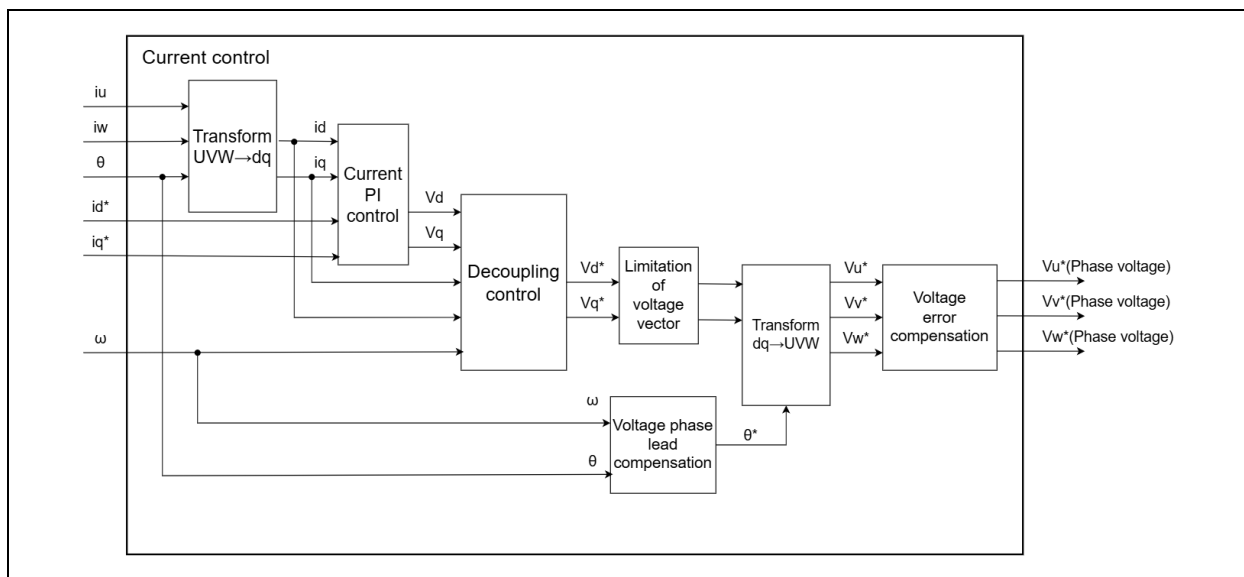 Current control
iu
iw
θ
id*
iq*
ω
Transform
UVW→dq
id
iq
Current
PI
control
Vd
Vq
Decoupling
control
Vd*
Vq*
Limitation
of
voltage
vector
Transform
dq→UVW
Vu*
Vv*
Vw*
Voltage
error
compensation
Vu*(Phase voltage)
Vv*(Phase voltage)
Vw*(Phase voltage)
ω
θ
Voltage phase
lead
compensation
θ*